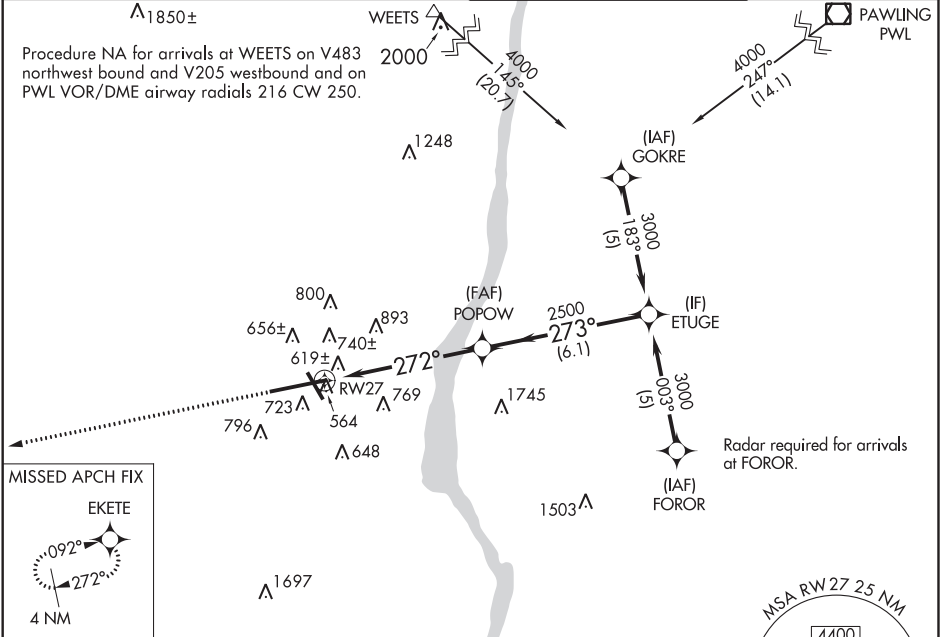 1850±
WEETS
2000
PAWLING
PWL
Procedure NA for arrivals at WEETS on V483
northwest bound and V205 westbound and on
PWL VOR/DME airway radials 216 CW 250.
4000
145°
(20.7)
4000
247°
(14.1)
1248
(IAF)
GOKRE
3000
183°
(5)
(FAF)
POPOW
2500
273°
(6.1)
(IF)
ETUGE
800
893
656±
740±
619±
272°
RW27
723
564
769
796
648
1745
3000
003°
(5)
Radar required for arrivals
at FOROR.
(IAF)
FOROR
1503
MISSED APCH FIX
EKETE
092°
272°
4 NM
1697
MSA RW27 25 NM
4400